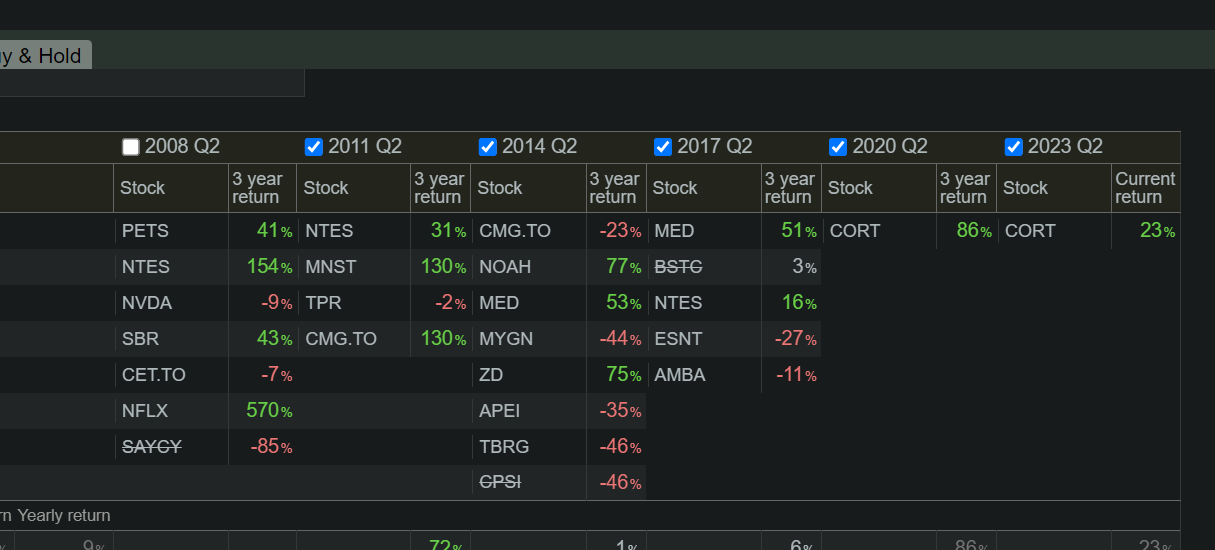 y & Hold
2008 Q2 2011 Q2 2014 Q2 2017 Q2 2020 Q2 2023 Q2
Stock 3 year return Stock 3 year return Stock 3 year return Stock 3 year return Stock 3 year return Stock Current return
PETS 41% NTES 31% CMG.TO -23% MED 51% CORT 86% CORT 23%
NTES 154% MNST 130% NOAH 77% BSTC 3%
NVDA -9% TPR -2% MED 53% NTES 16%
SBR 43% CMG.TO 130% MYGN -44% ESNT -27%
CET.TO -7% ZD 75% AMBA -11%
NFLX 570% APEI -35%
SAYCY -85% TBRG -46%
CPSI -46%
rn Yearly return
9% 72% 1% 6% 86% 23%